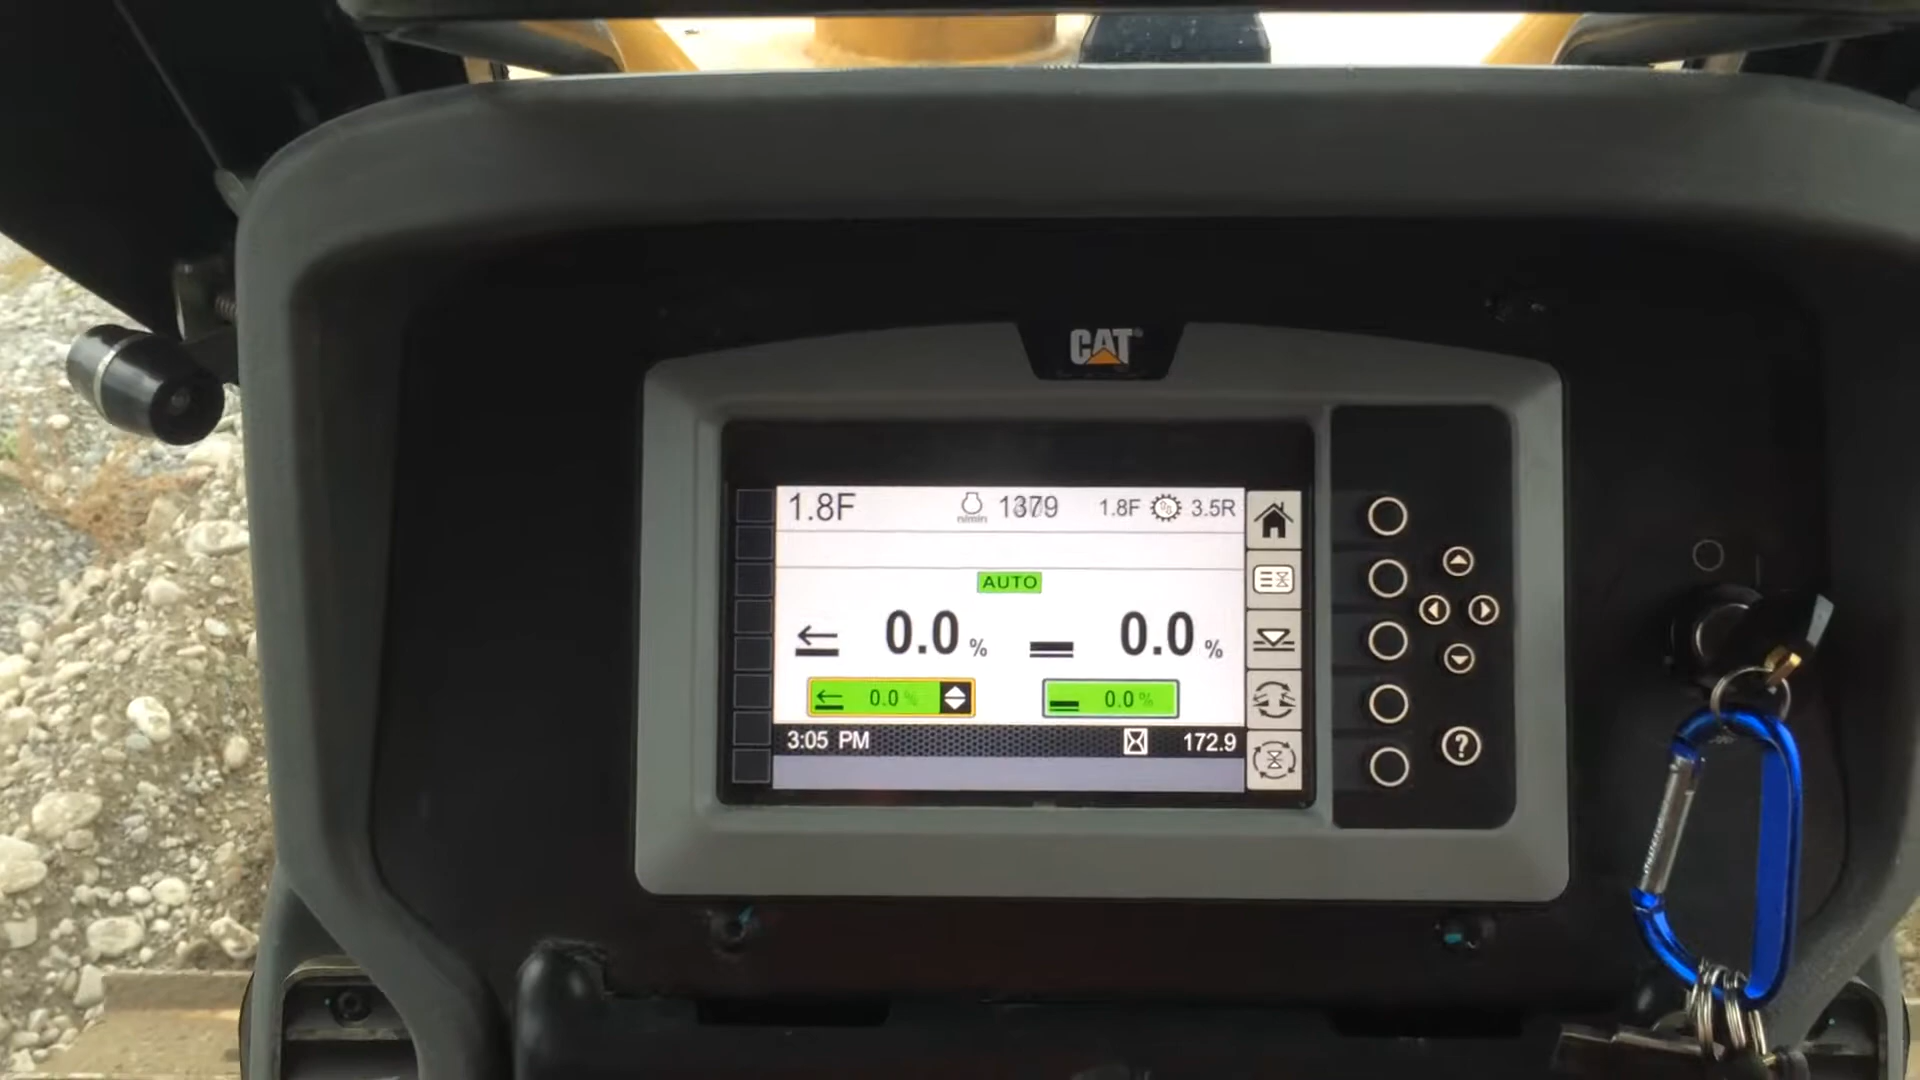 CAT
1.8F n/min 1379 1.8F 3.5R
AUTO
0.0 % 0.0 %
0.0 % 0.0 %
3:05 PM 172.9
?